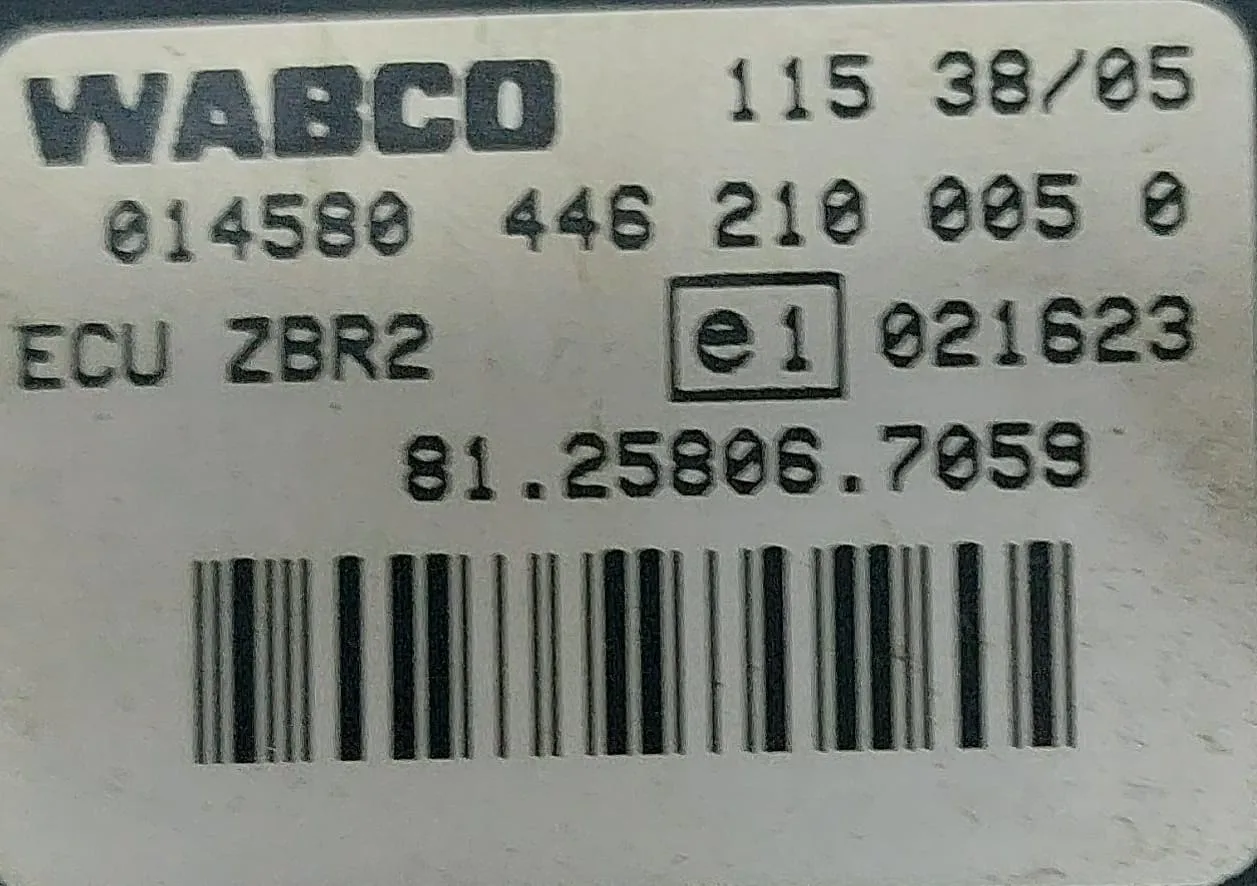 WABCO 115 38/05
014580 446 210 005 0
ECU ZBR2 e1 021623
81.25806.7059